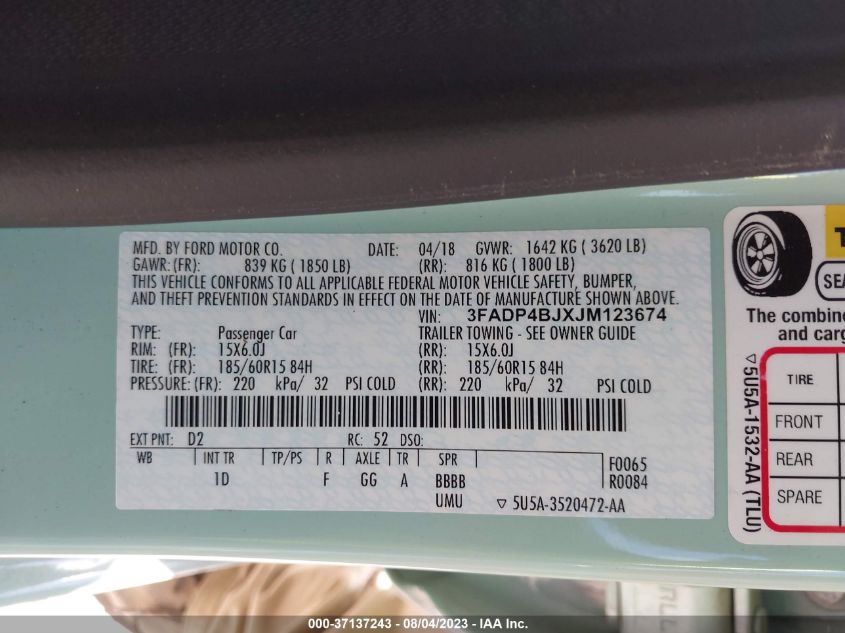 MFD. BY FORD MOTOR CO. DATE: 04/18 GVWR: 1642 KG ( 3620 LB)
GAWR: (FR): 839 KG ( 1850 LB) (RR): 816 KG ( 1800 LB)
THIS VEHICLE CONFORMS TO ALL APPLICABLE FEDERAL MOTOR VEHICLE SAFETY, BUMPER,
AND THEFT PREVENTION STANDARDS IN EFFECT ON THE DATE OF MANUFACTURE SHOWN ABOVE.
VIN: 3FADP4BJXJM123674
TYPE: Passenger Car TRAILER TOWING - SEE OWNER GUIDE
RIM: (FR): 15X6.0J (RR): 15X6.0J
TIRE: (FR): 185/60R15 84H (RR): 185/60R15 84H
PRESSURE: (FR): 220 kPa/ 32 PSI COLD (RR): 220 kPa/ 32 PSI COLD
EXT PNT: D2 RC: 52 DSO:
WB INT TR TP/PS R AXLE TR SPR F0065
1D F GG A BBBB R0084
UMU ▽ 5U5A-3520472-AA
The combine
and carg
TIRE
FRONT
REAR
SPARE
▽5U5A-1532-AA (TLU)
000-37137243 - 08/04/2023 - IAA Inc.